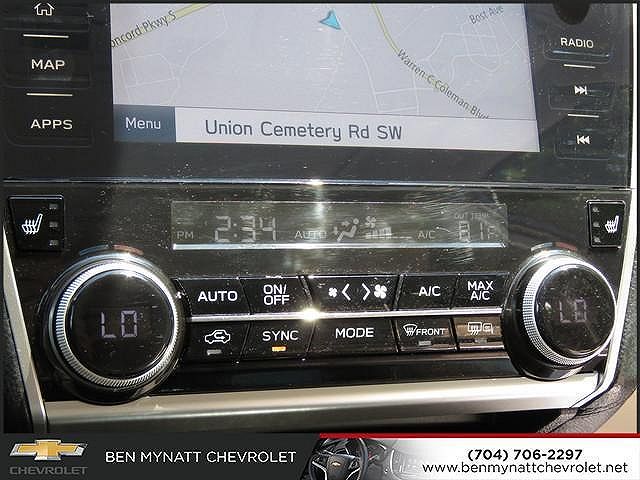 Concord Pkwy S
Bost Ave
Warren C Coleman Blvd
MAP
RADIO
APPS
Menu
Union Cemetery Rd SW
PM 2:34 AUTO A/C OUT TEMP 81°F
AUTO ON/OFF A/C MAX A/C
LO
LO
SYNC MODE FRONT
CHEVROLET
BEN MYNATT CHEVROLET
(704) 706-2297
www.benmynattchevrolet.net